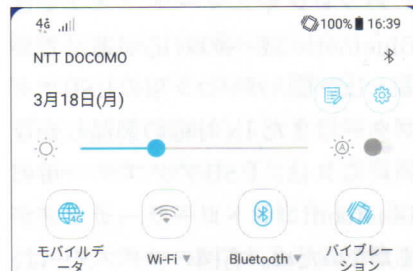 4G 100% 16:39
NTT DOCOMO
3月18日(月)
A
4G
モバイルデ
ータ
Wi-Fi
Bluetooth
バイブレー
ション